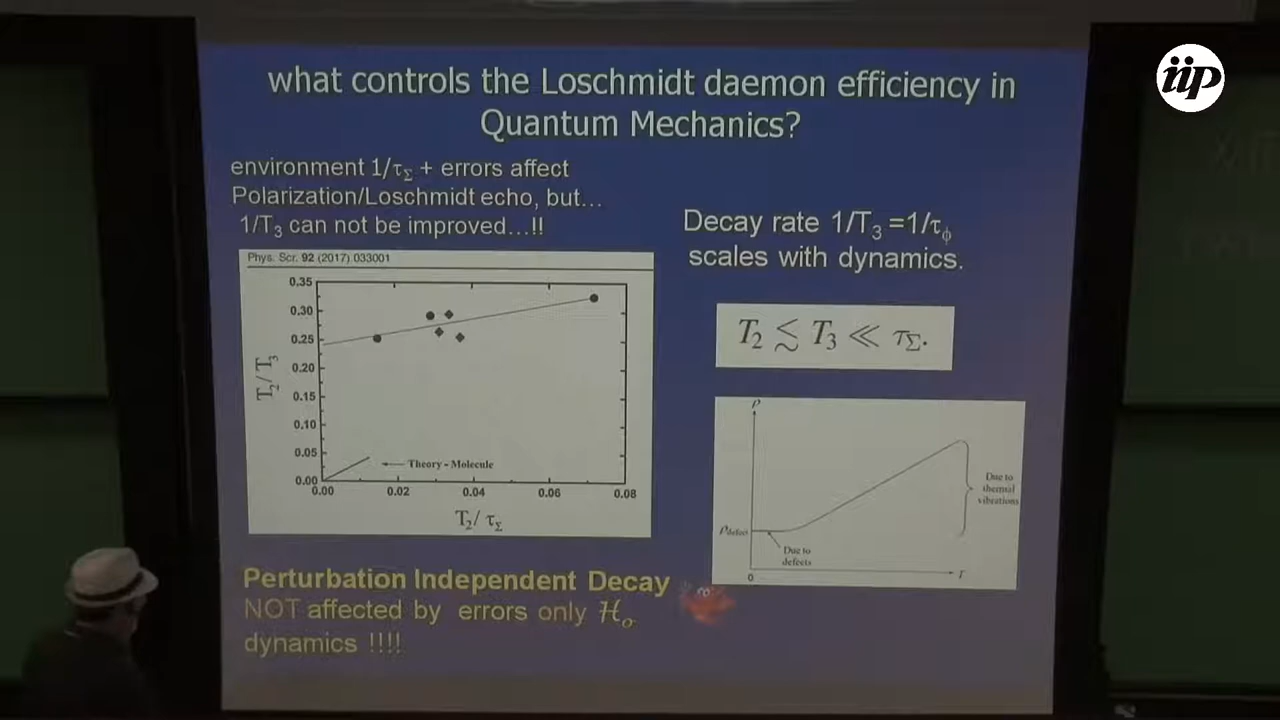 iip
what controls the Loschmidt daemon efficiency in
Quantum Mechanics?
environment 1/τΣ + errors affect
Polarization/Loschmidt echo, but...
1/T₃ can not be improved...!!
Phys. Scr. 92 (2017) 033001
0.35
0.30
0.25
0.20
0.15
0.10
0.05
0.00
T₂/ T₃
Theory - Molecule
0.00 0.02 0.04 0.06 0.08
T₂/ τΣ
Decay rate 1/T₃ =1/τϕ
scales with dynamics.
T₂ ≲ T₃ ≪ τΣ.
ρ
Due to
thermal
vibrations
Due to
defects
0
T
Perturbation Independent Decay
NOT affected by errors only ℋₒ
dynamics !!!!